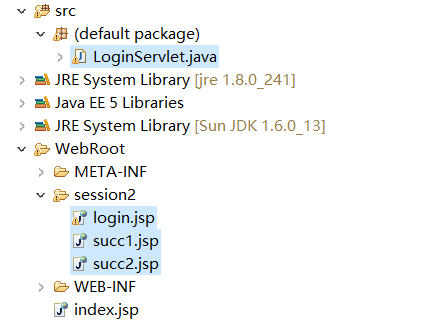 src
(default package)
LoginServlet.java
JRE System Library [jre 1.8.0_241]
Java EE 5 Libraries
JRE System Library [Sun JDK 1.6.0_13]
WebRoot
META-INF
session2
login.jsp
succ1.jsp
succ2.jsp
WEB-INF
index.jsp